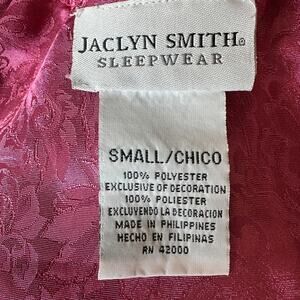 JACLYN SMITH®
SLEEPWEAR
SMALL/CHICO
100% POLYESTER
EXCLUSIVE OF DECORATION
100% POLIESTER
EXCLUYENDO LA DECORACION
MADE IN PHILIPPINES
HECHO EN FILIPINAS
RN 42000